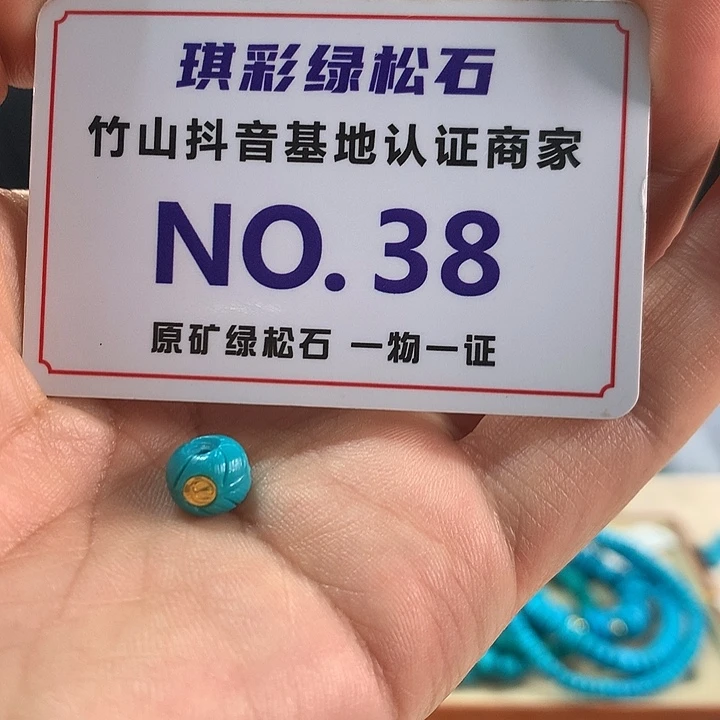 琪彩绿松石
竹山抖音基地认证商家
NO.38
原矿绿松石 一物一证